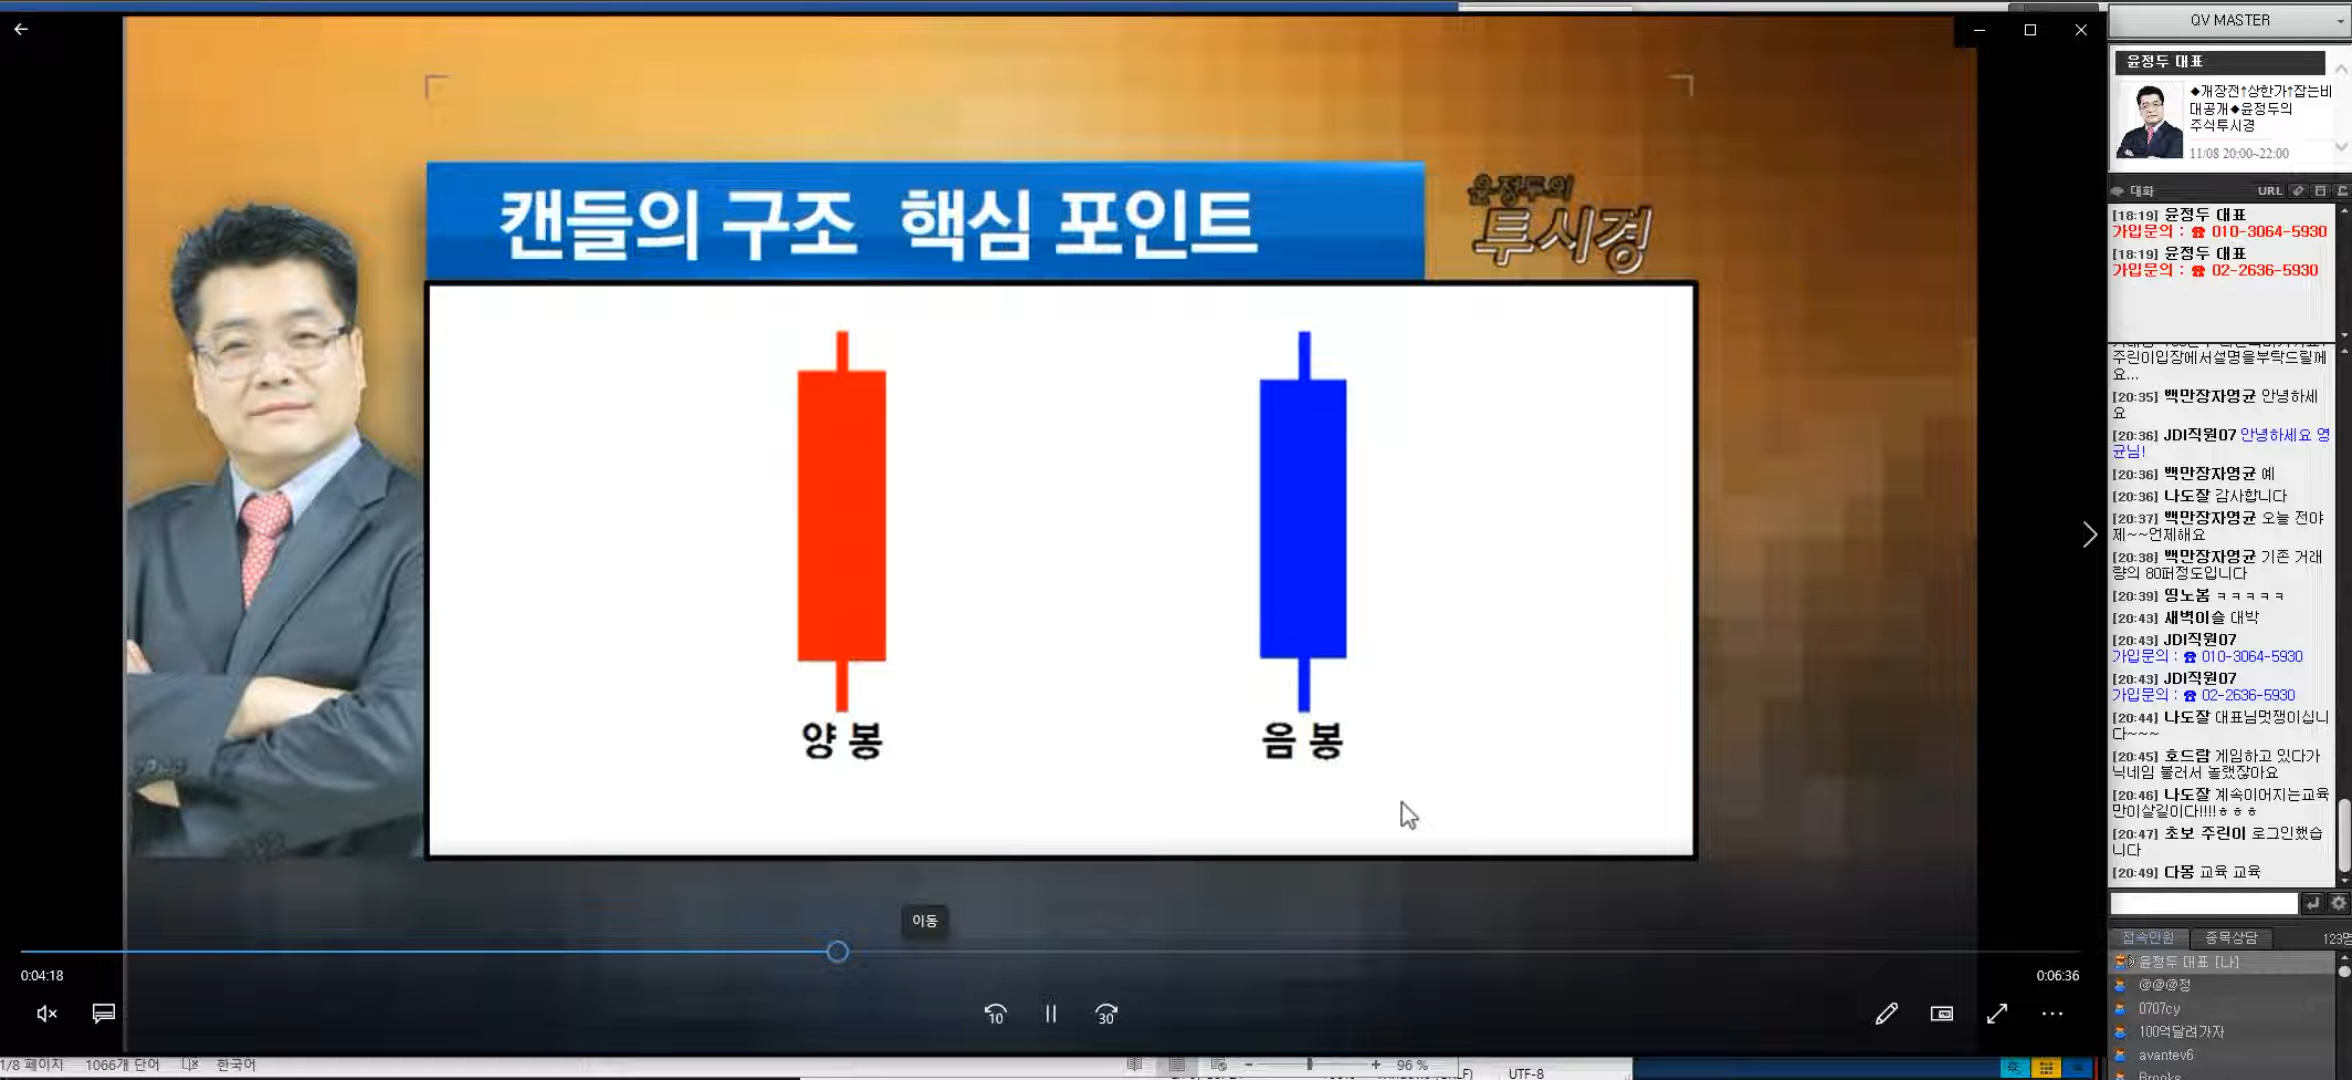 QV MASTER
윤정두 대표
◆개장전↑상한가↑잡는비
대공개◆윤정두의
주식투시경
11/08 20:00~22:00
캔들의 구조 핵심 포인트
윤정두의
투시경
양 봉
음 봉
이동
0:04:18
0:06:36
10
30
1/8 페이지
1066개 단어
한국어
96 %
UTF-8
대화
URL
[18:19] 윤정두 대표
가입문의 : ☎ 010-3064-5930
[18:19] 윤정두 대표
가입문의 : ☎ 02-2636-5930
주린이입장에서설명을부탁드릴께
요...
[20:35] 백만장자영균 안녕하세
요
[20:36] JDI직원07 안녕하세요 영
균님!
[20:36] 백만장자영균 예
[20:36] 나도잘 감사합니다
[20:37] 백만장자영균 오늘 전야
제~~언제해요
[20:38] 백만장자영균 기존 거래
량의 80퍼정도입니다
[20:39] 띵노봄 ㅋㅋㅋㅋㅋ
[20:43] 새벽이슬 대박
[20:43] JDI직원07
가입문의 : ☎ 010-3064-5930
[20:43] JDI직원07
가입문의 : ☎ 02-2636-5930
[20:44] 나도잘 대표님멋쟁이십니
다~~~
[20:45] 호드람 게임하고 있다가
닉네임 불러서 놀랬잖아요
[20:46] 나도잘 계속이어지는교육
만이살길이다!!!!ㅎㅎㅎ
[20:47] 초보 주린이 로그인했습
니다
[20:49] 다몽 교육 교육
접속민원
종목상담
123명
윤정두 대표 [나]
@@@정
0707cy
100억달려가자
avantev6